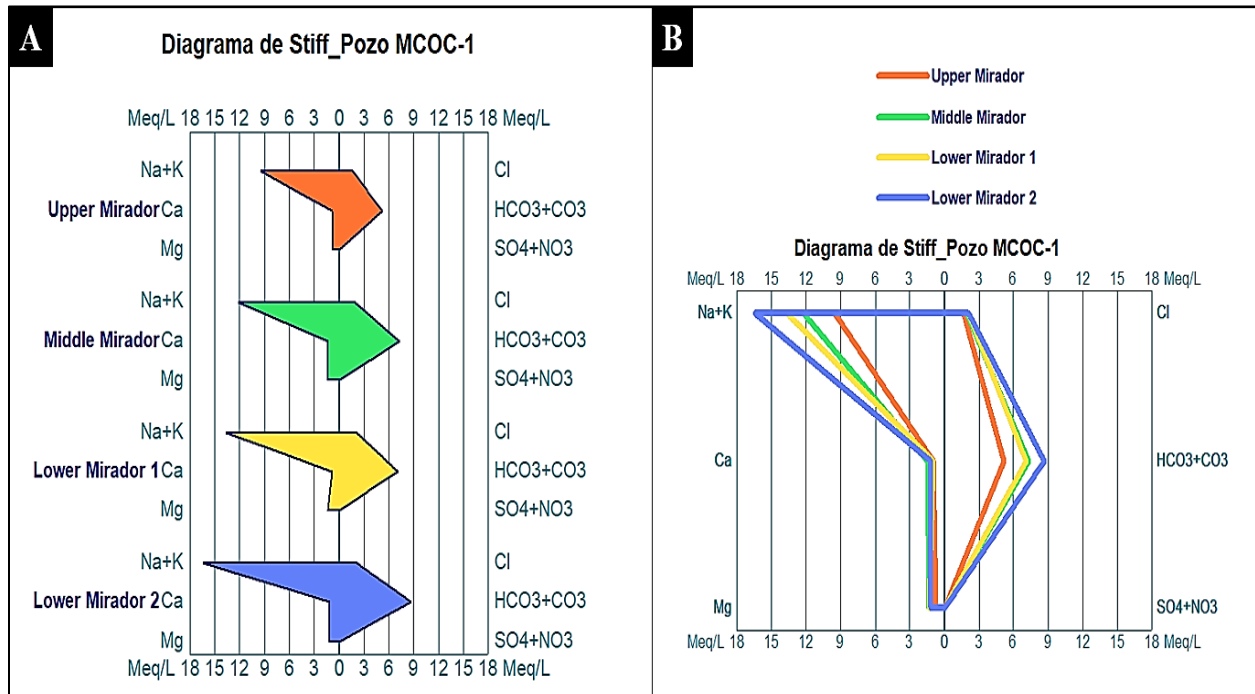 A
Diagrama de Stiff_Pozo MCOC-1
Meq/L 18 15 12 9 6 3 0 3 6 9 12 15 18 Meq/L
Na+K Cl
Upper Mirador Ca HCO3+CO3
Mg SO4+NO3
Na+K Cl
Middle Mirador Ca HCO3+CO3
Mg SO4+NO3
Na+K Cl
Lower Mirador 1 Ca HCO3+CO3
Mg SO4+NO3
Na+K Cl
Lower Mirador 2 Ca HCO3+CO3
Mg SO4+NO3
Meq/L 18 15 12 9 6 3 0 3 6 9 12 15 18 Meq/L
B
Upper Mirador
Middle Mirador
Lower Mirador 1
Lower Mirador 2
Diagrama de Stiff_Pozo MCOC-1
Meq/L 18 15 12 9 6 3 0 3 6 9 12 15 18 Meq/L
Na+K Cl
Ca HCO3+CO3
Mg SO4+NO3
Meq/L 18 15 12 9 6 3 0 3 6 9 12 15 18 Meq/L